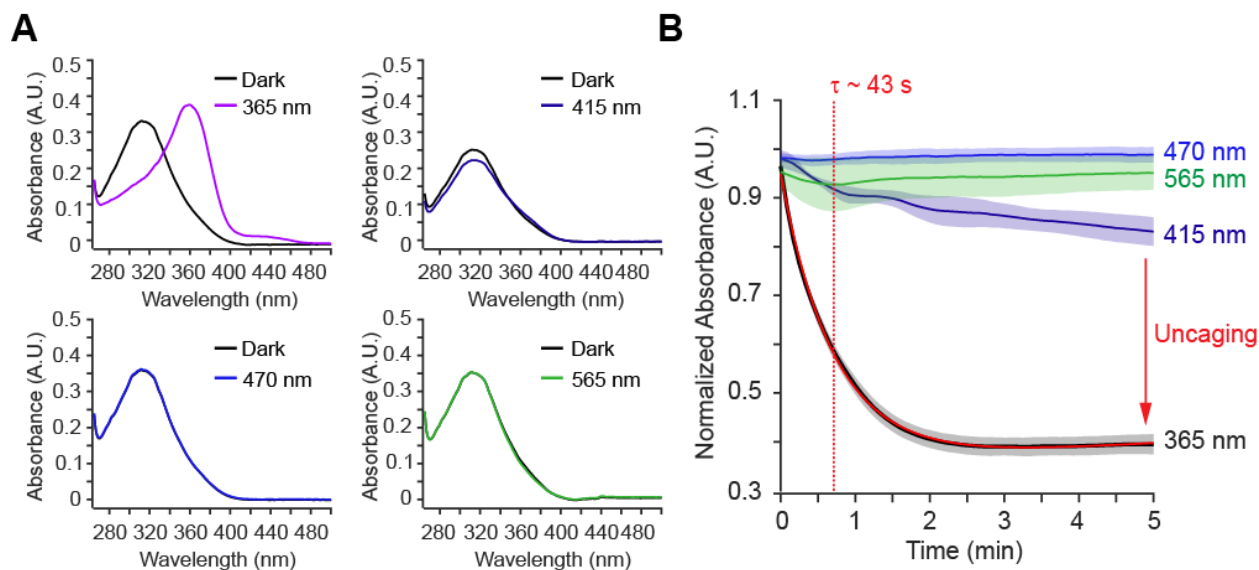 A
0.5
0.4
0.3
0.2
0.1
0
Absorbance (A.U.)
Dark
365 nm
280 320 360 400 440 480
Wavelength (nm)
0.5
0.4
0.3
0.2
0.1
0
Absorbance (A.U.)
Dark
415 nm
280 320 360 400 440480
Wavelength (nm)
0.5
0.4
0.3
0.2
0.1
0
Absorbance (A.U.)
Dark
470 nm
280 320 360 400 440 480
Wavelength (nm)
0.5
0.4
0.3
0.2
0.1
0
Absorbance (A.U.)
Dark
565 nm
280 320 360 400 440 480
Wavelength (nm)
B
τ ~ 43 s
1.1
0.9
0.7
0.5
0.3
Normalized Absorbance (A.U.)
470 nm
565 nm
415 nm
Uncaging
365 nm
0 1 2 3 4 5
Time (min)